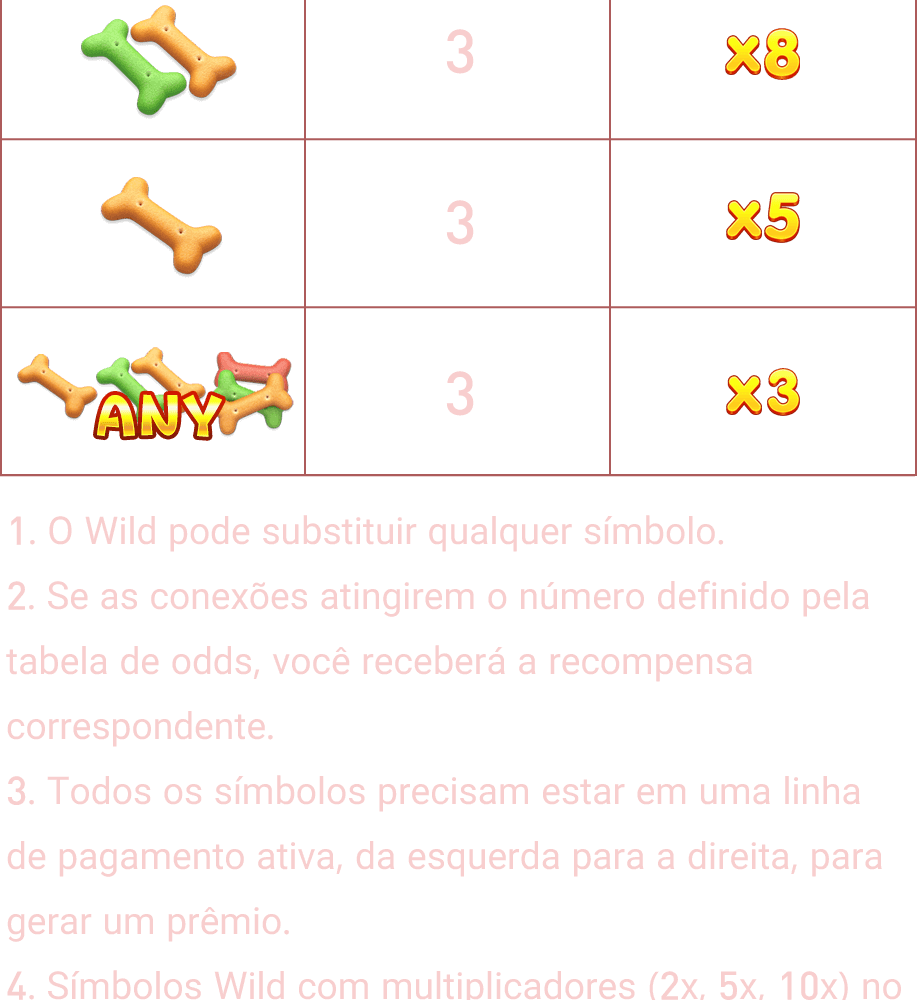 3 x8
3 x5
ANY 3 x3
1. O Wild pode substituir qualquer símbolo.
2. Se as conexões atingirem o número definido pela
tabela de odds, você receberá a recompensa
correspondente.
3. Todos os símbolos precisam estar em uma linha
de pagamento ativa, da esquerda para a direita, para
gerar um prêmio.
4. Símbolos Wild com multiplicadores (2x, 5x, 10x) no